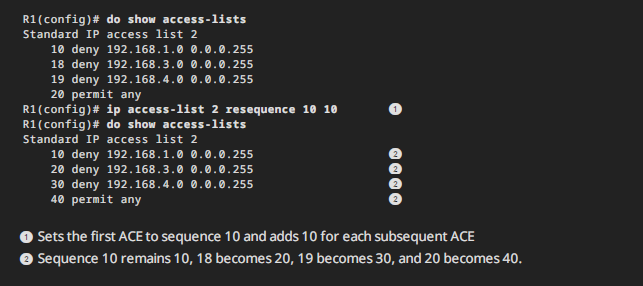 R1(config)# do show access-lists
Standard IP access list 2
10 deny 192.168.1.0 0.0.0.255
18 deny 192.168.3.0 0.0.0.255
19 deny 192.168.4.0 0.0.0.255
20 permit any
R1(config)# ip access-list 2 resequence 10 10 1
R1(config)# do show access-lists
Standard IP access list 2
10 deny 192.168.1.0 0.0.0.255 2
20 deny 192.168.3.0 0.0.0.255 2
30 deny 192.168.4.0 0.0.0.255 2
40 permit any 2
1 Sets the first ACE to sequence 10 and adds 10 for each subsequent ACE
2 Sequence 10 remains 10, 18 becomes 20, 19 becomes 30, and 20 becomes 40.